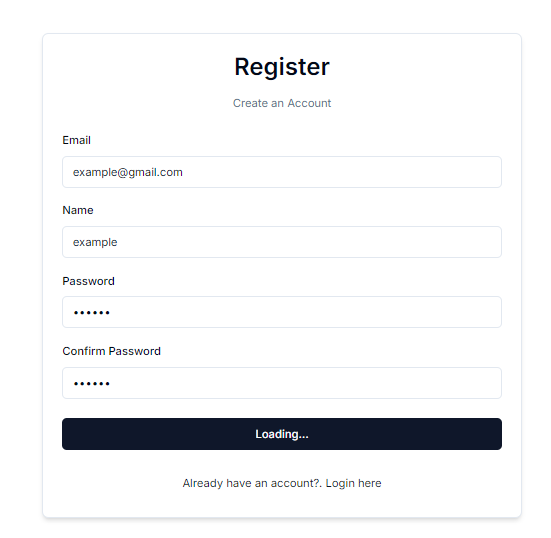 Register
Create an Account
Email
example@gmail.com
Name
example
Password
••••••
Confirm Password
••••••
Loading...
Already have an account?. Login here